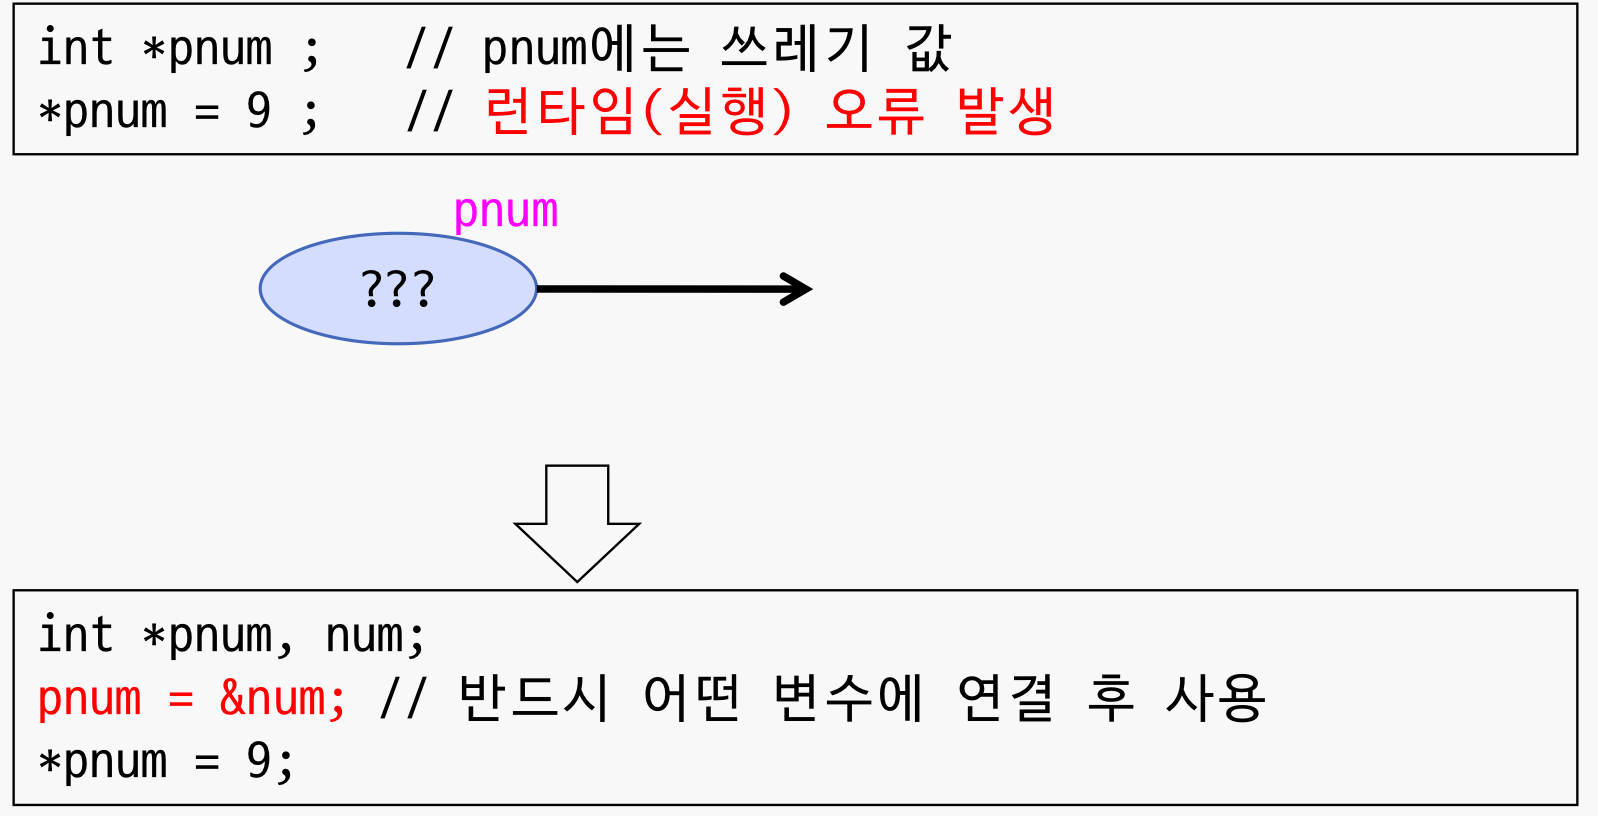 int *pnum ;   // pnum에는 쓰레기 값
*pnum = 9 ;   // 런타임(실행) 오류 발생
pnum
???
int *pnum, num;
pnum = &num; // 반드시 어떤 변수에 연결 후 사용
*pnum = 9;